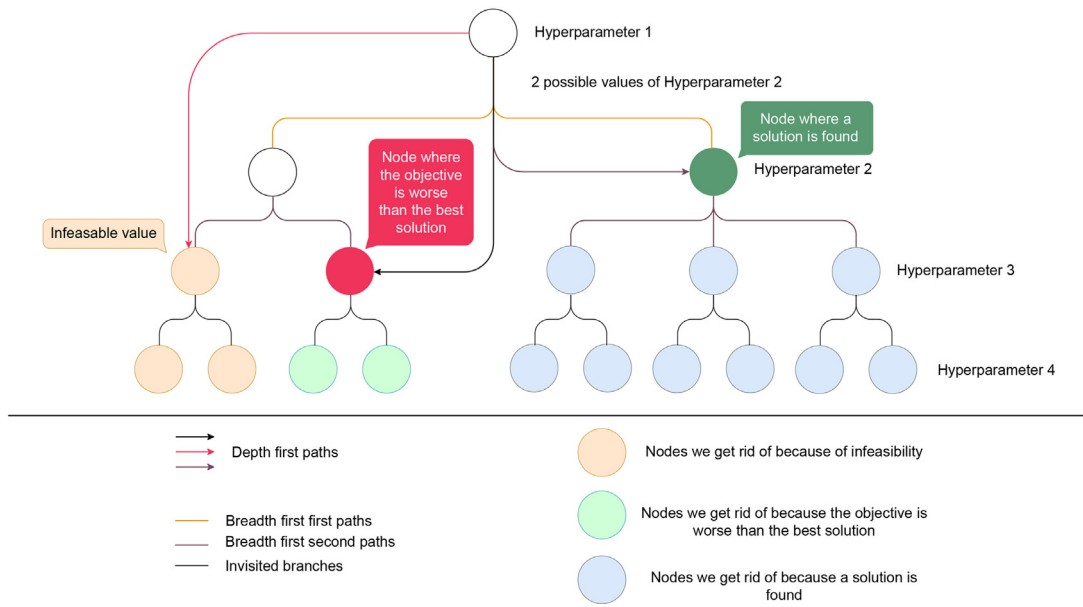 Hyperparameter 1
2 possible values of Hyperparameter 2
Node where a
solution is found
Node where
the objective
is worse
than the best
solution
Hyperparameter 2
Infeasable value
Hyperparameter 3
Hyperparameter 4
Depth first paths
Breadth first first paths
Breadth first second paths
Invisited branches
Nodes we get rid of because of infeasibility
Nodes we get rid of because the objective is
worse than the best solution
Nodes we get rid of because a solution is
found